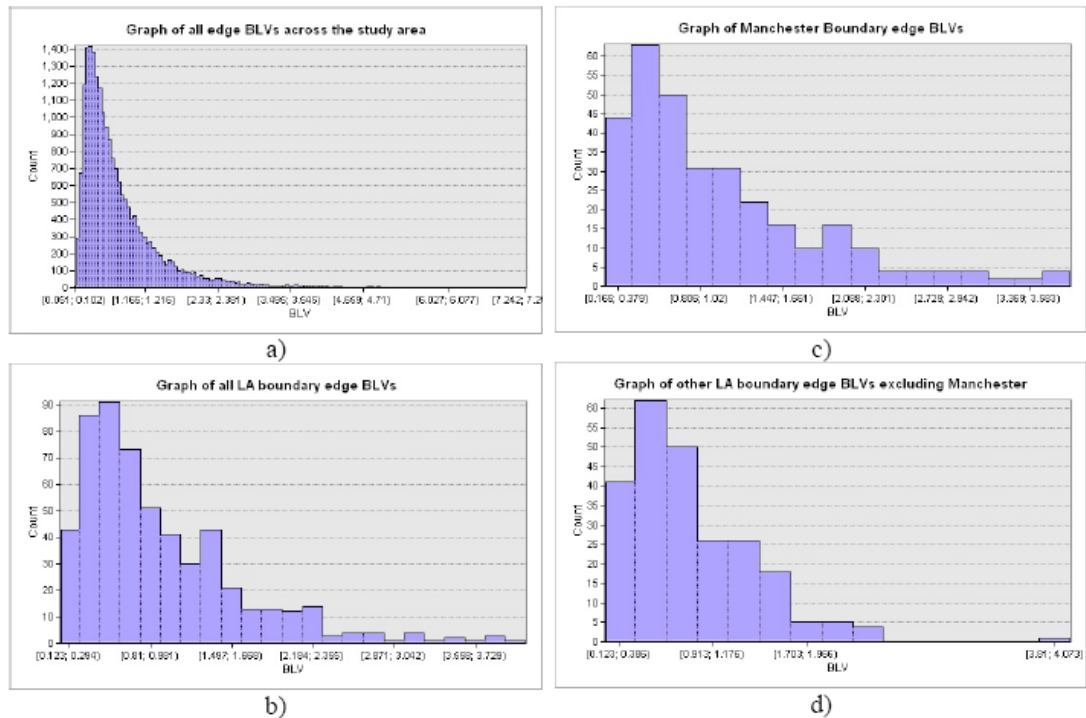 Graph of all edge BLVs across the study area
1,400
1,300
1,200
1,100
1,000
900
800
700
600
500
400
300
200
100
0
Count
[0.051; 0.102] [1.165; 1.216] [2.33; 2.381] [3.495; 3.545] [4.659; 4.71] [6.027; 6.077] [7.242; 7.2
BLV
a)
Graph of Manchester Boundary edge BLVs
60
55
50
45
40
35
30
25
20
15
10
5
0
Count
[0.166; 0.379] [0.806; 1.02] [1.447; 1.661] [2.088; 2.301] [2.728; 2.942] [3.369; 3.583]
BLV
c)
Graph of all LA boundary edge BLVs
90
80
70
60
50
40
30
20
10
0
Count
[0.123; 0.294] [0.81; 0.981] [1.497; 1.668] [2.184; 2.355] [2.871; 3.042] [3.558; 3.729]
BLV
b)
Graph of other LA boundary edge BLVs excluding Manchester
60
55
50
45
40
35
30
25
20
15
10
5
0
Count
[0.123; 0.386] [0.913; 1.176] [1.703; 1.966] [3.81; 4.073]
BLV
d)